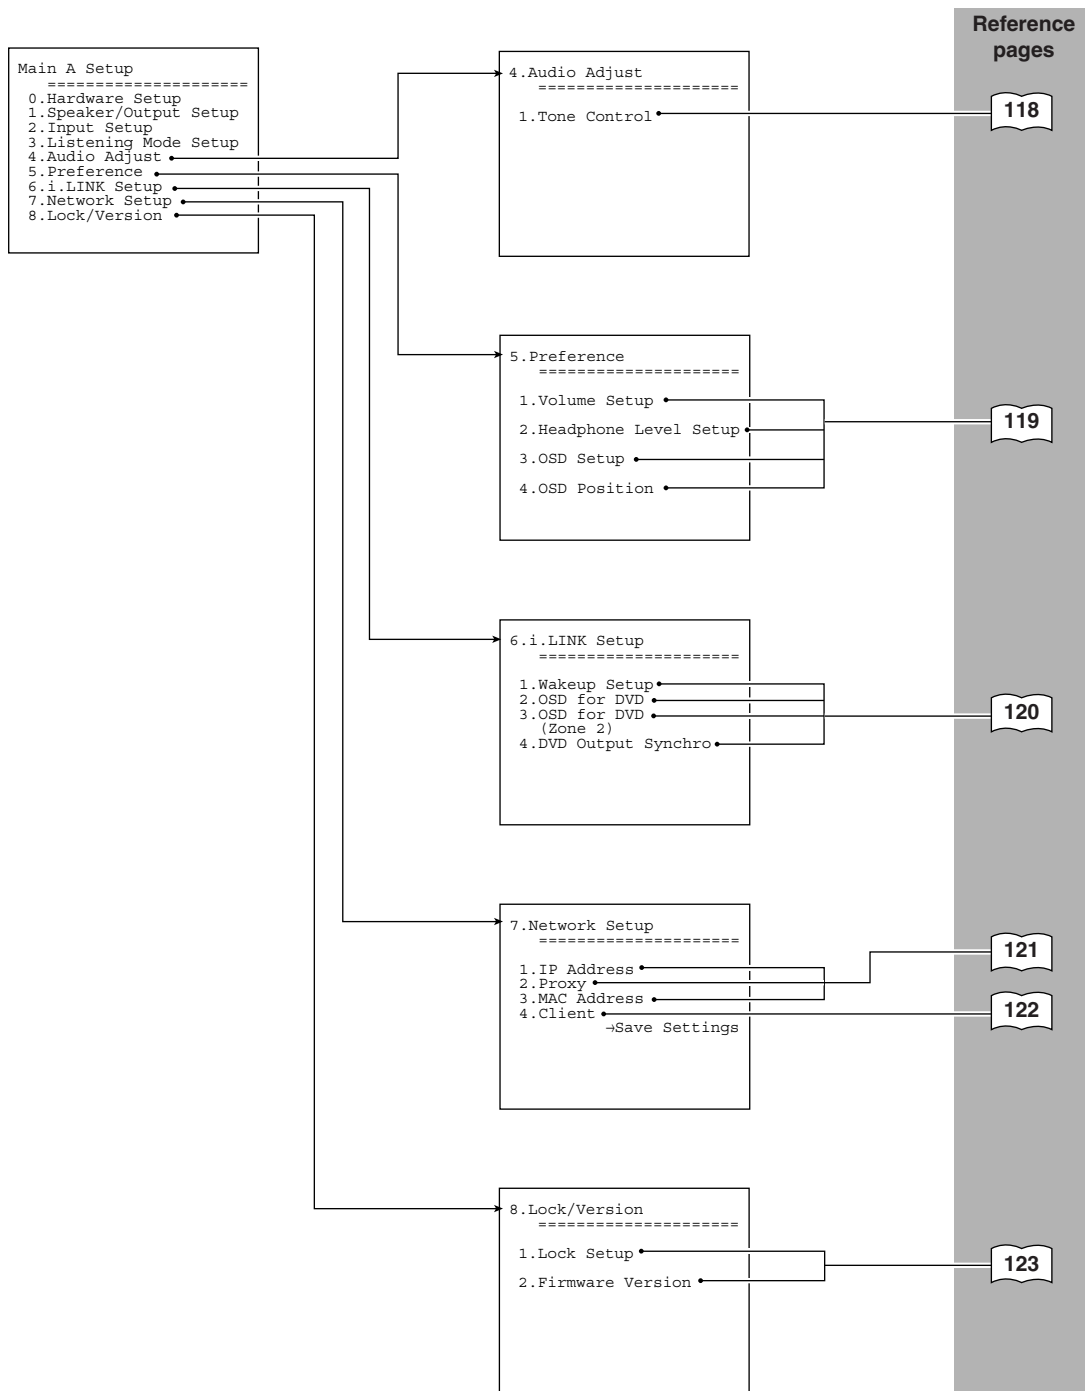 Reference
pages
Main A Setup
=====================
0.Hardware Setup
1.Speaker/Output Setup
2.Input Setup
3.Listening Mode Setup
4.Audio Adjust
5.Preference
6.i.LINK Setup
7.Network Setup
8.Lock/Version
4.Audio Adjust
=====================
1.Tone Control
118
5.Preference
=====================
1.Volume Setup
2.Headphone Level Setup
3.OSD Setup
4.OSD Position
119
6.i.LINK Setup
=====================
1.Wakeup Setup
2.OSD for DVD
3.OSD for DVD
(Zone 2)
4.DVD Output Synchro
120
7.Network Setup
=====================
1.IP Address
2.Proxy
3.MAC Address
4.Client
→Save Settings
121
122
8.Lock/Version
=====================
1.Lock Setup
2.Firmware Version
123